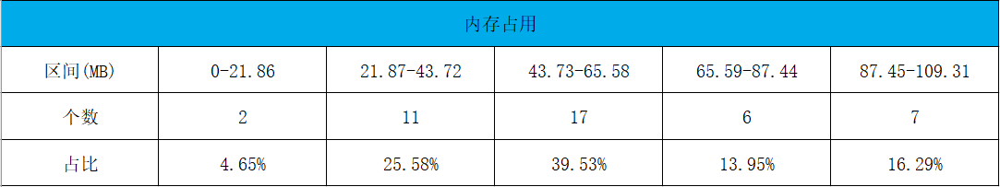 内存占用
区间(MB) 0-21.86 21.87-43.72 43.73-65.58 65.59-87.44 87.45-109.31
个数 2 11 17 6 7
占比 4.65% 25.58% 39.53% 13.95% 16.29%